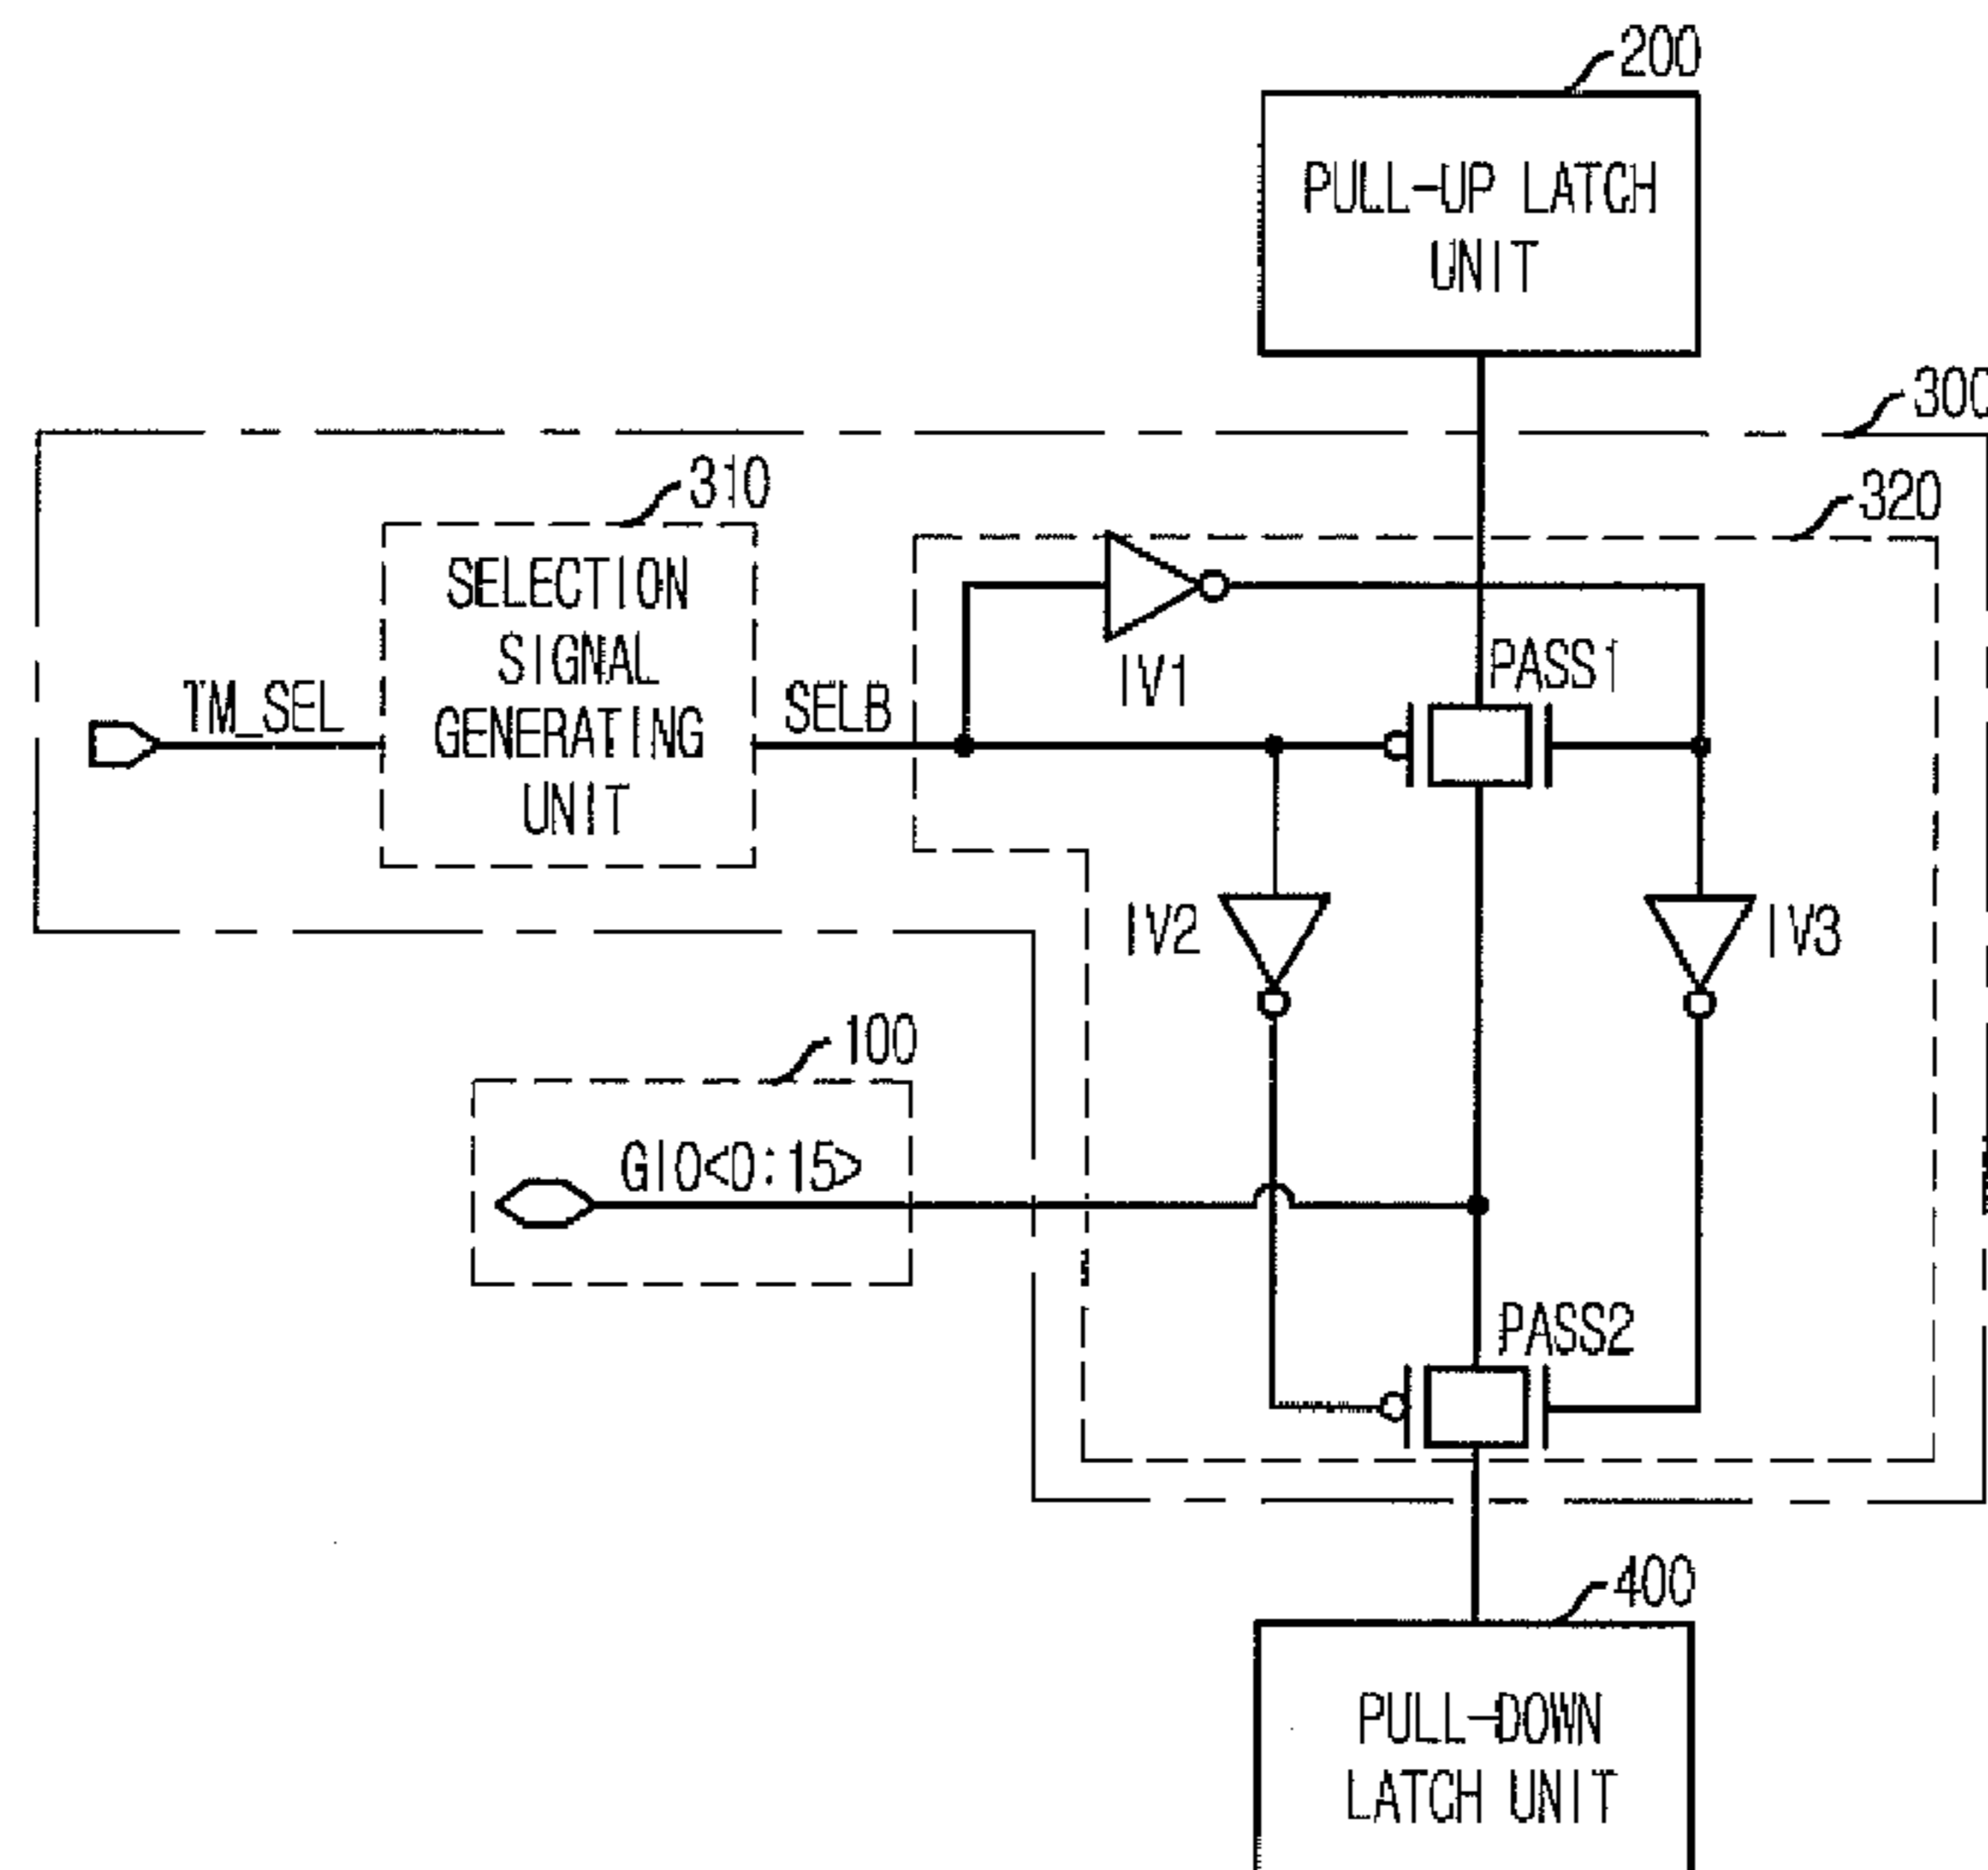 200
PULL-UP LATCH
UNIT
300
310
320
SELECTION
SIGNAL
GENERATING
UNIT
TM_SEL
SELB
IV1
PASS1
IV2
IV3
100
GIO<0:15>
PASS2
400
PULL-DOWN
LATCH UNIT